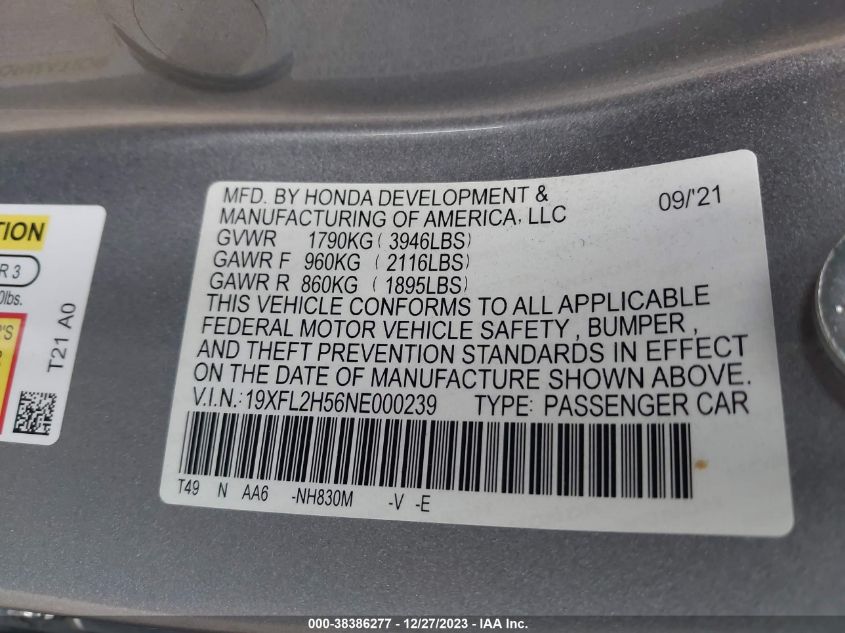 MFD. BY HONDA DEVELOPMENT &
MANUFACTURING OF AMERICA, LLC
09/'21
GVWR 1790KG ( 3946LBS)
GAWR F 960KG ( 2116LBS)
GAWR R 860KG ( 1895LBS)
THIS VEHICLE CONFORMS TO ALL APPLICABLE
FEDERAL MOTOR VEHICLE SAFETY , BUMPER ,
AND THEFT PREVENTION STANDARDS IN EFFECT
ON THE DATE OF MANUFACTURE SHOWN ABOVE.
V.I.N.: 19XFL2H56NE000239 TYPE: PASSENGER CAR
T49 N AA6 -NH830M -V -E
TION
R 3
0lbs.
'S
T21 A0
000-38386277 - 12/27/2023 - IAA Inc.